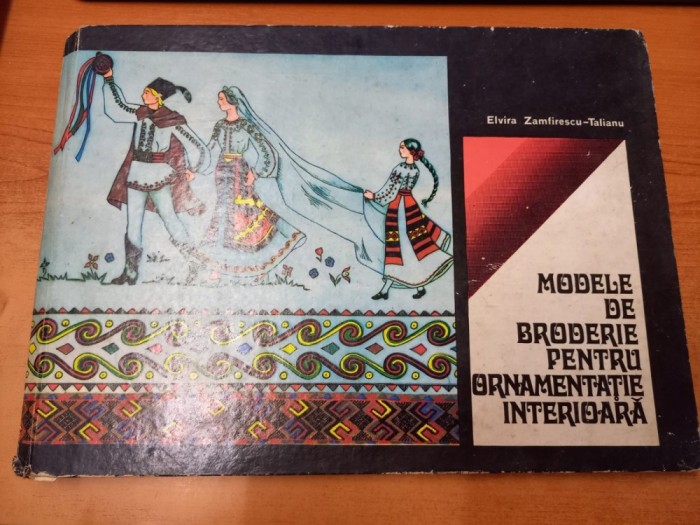 Elvira Zamfirescu-Talianu
MODELE
DE
BRODERIE
PENTRU
ORNAMENTAȚIE
INTERIOARĂ